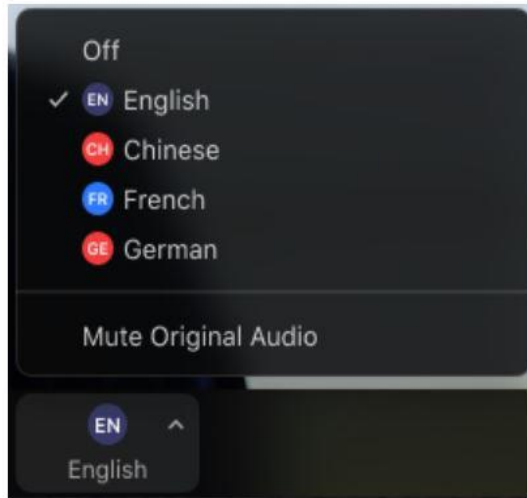 Off
EN English
CH Chinese
FR French
GE German
Mute Original Audio
EN
English